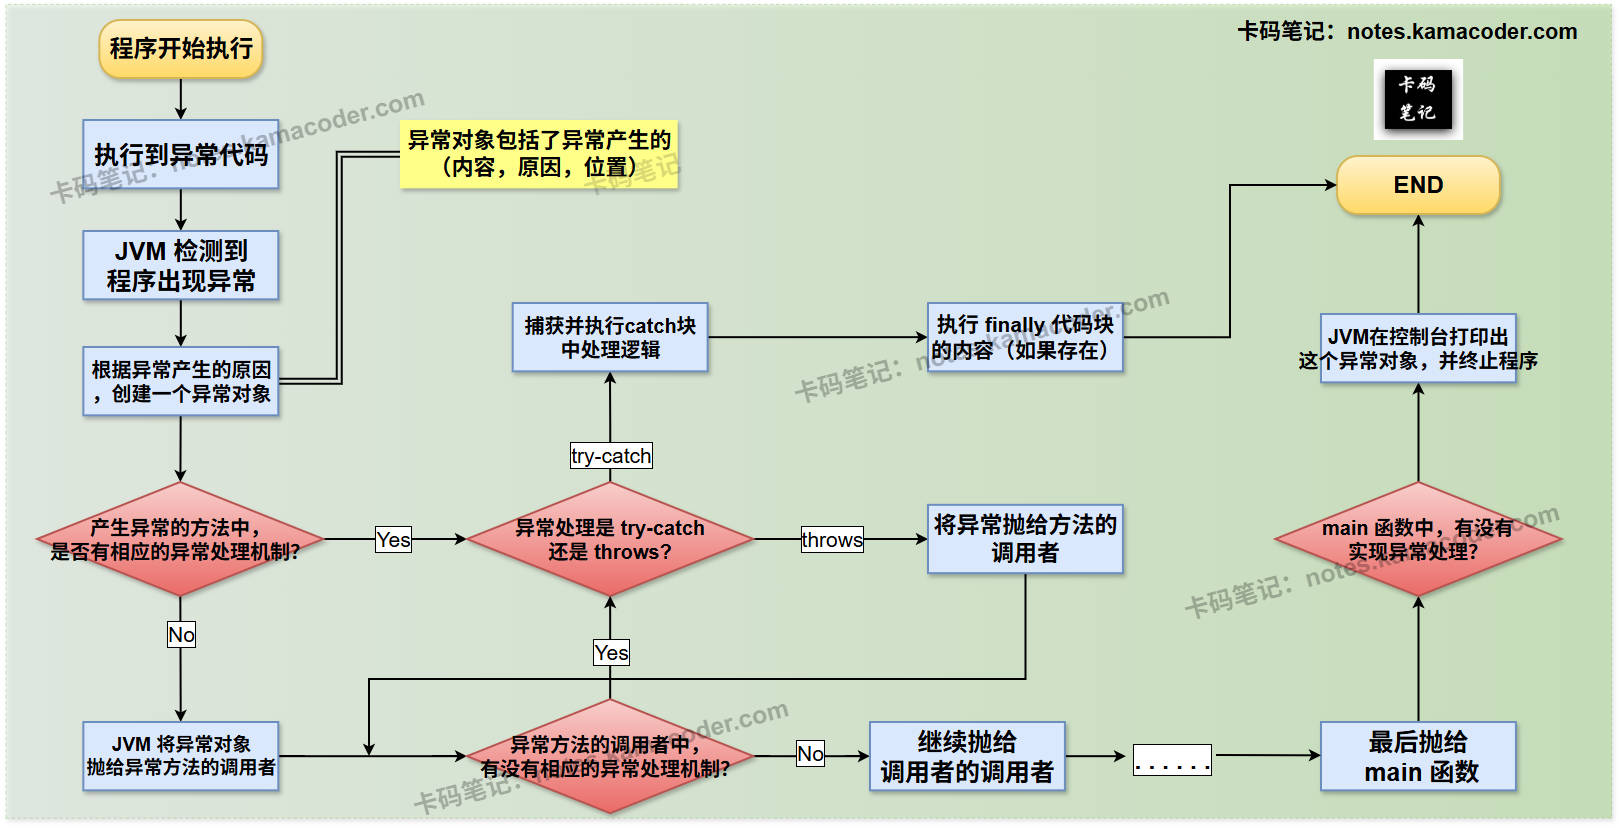 卡码笔记：notes.kamacoder.com
卡码
笔记
程序开始执行
执行到异常代码
异常对象包括了异常产生的
（内容，原因，位置）
END
JVM 检测到
程序出现异常
根据异常产生的原因
，创建一个异常对象
捕获并执行catch块
中处理逻辑
执行 finally 代码块
的内容（如果存在）
JVM在控制台打印出
这个异常对象，并终止程序
try-catch
产生异常的方法中，
是否有相应的异常处理机制？
Yes
异常处理是 try-catch
还是 throws？
throws
将异常抛给方法的
调用者
main 函数中，有没有
实现异常处理？
No
Yes
JVM 将异常对象
抛给异常方法的调用者
异常方法的调用者中，
有没有相应的异常处理机制？
No
继续抛给
调用者的调用者
......
最后抛给
main 函数
卡码笔记：notes.kamacoder.com
卡码笔记
卡码笔记：notes.kamacoder.com
卡码笔记：notes.kamacoder.com
卡码笔记：notes.kamacoder.com